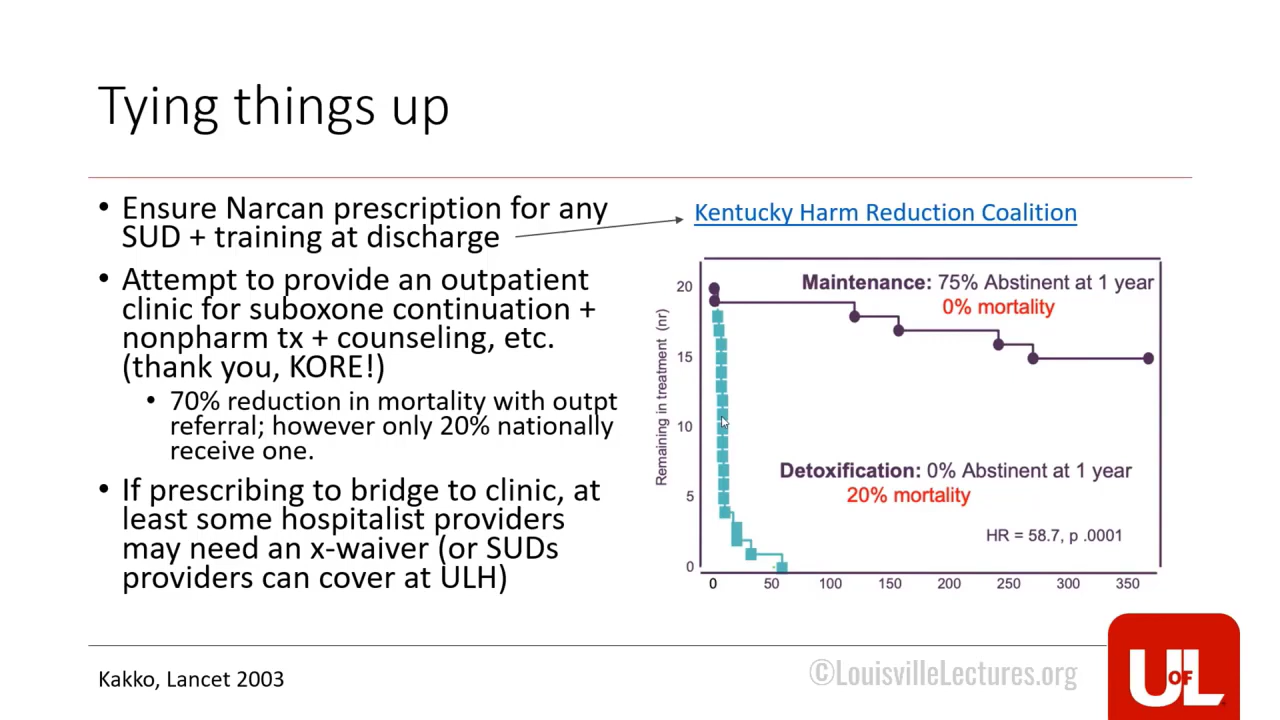 Tying things up
• Ensure Narcan prescription for any
SUD + training at discharge
• Attempt to provide an outpatient
clinic for suboxone continuation +
nonpharm tx + counseling, etc.
(thank you, KORE!)
• 70% reduction in mortality with outpt
referral; however only 20% nationally
receive one.
• If prescribing to bridge to clinic, at
least some hospitalist providers
may need an x-waiver (or SUDs
providers can cover at ULH)
Kentucky Harm Reduction Coalition
Remaining in treatment (nr)
20
15
10
5
0
Maintenance: 75% Abstinent at 1 year
0% mortality
Detoxification: 0% Abstinent at 1 year
20% mortality
HR = 58.7, p .0001
0 50 100 150 200 250 300 350
Kakko, Lancet 2003
©LouisvilleLectures.org
U OF L